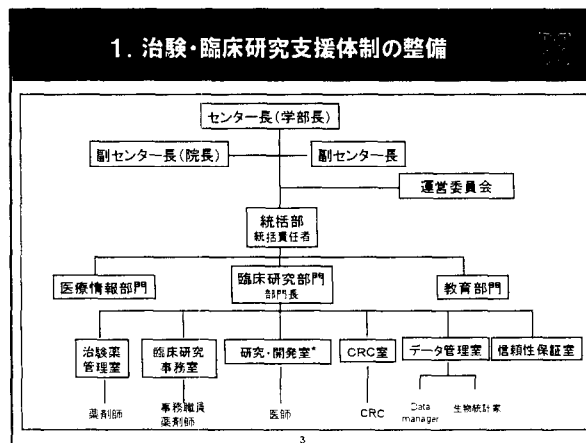 1. 治験・臨床研究支援体制の整備
センター長(学部長)
副センター長(院長)
副センター長
運営委員会
統括部
統括責任者
医療情報部門
臨床研究部門
部門長
教育部門
治験薬
管理室
臨床研究
事務室
研究・開発室*
CRC室
データ管理室
信頼性保証室
薬剤師
事務職員
薬剤師
医師
CRC
Data
manager
生物統計家
3